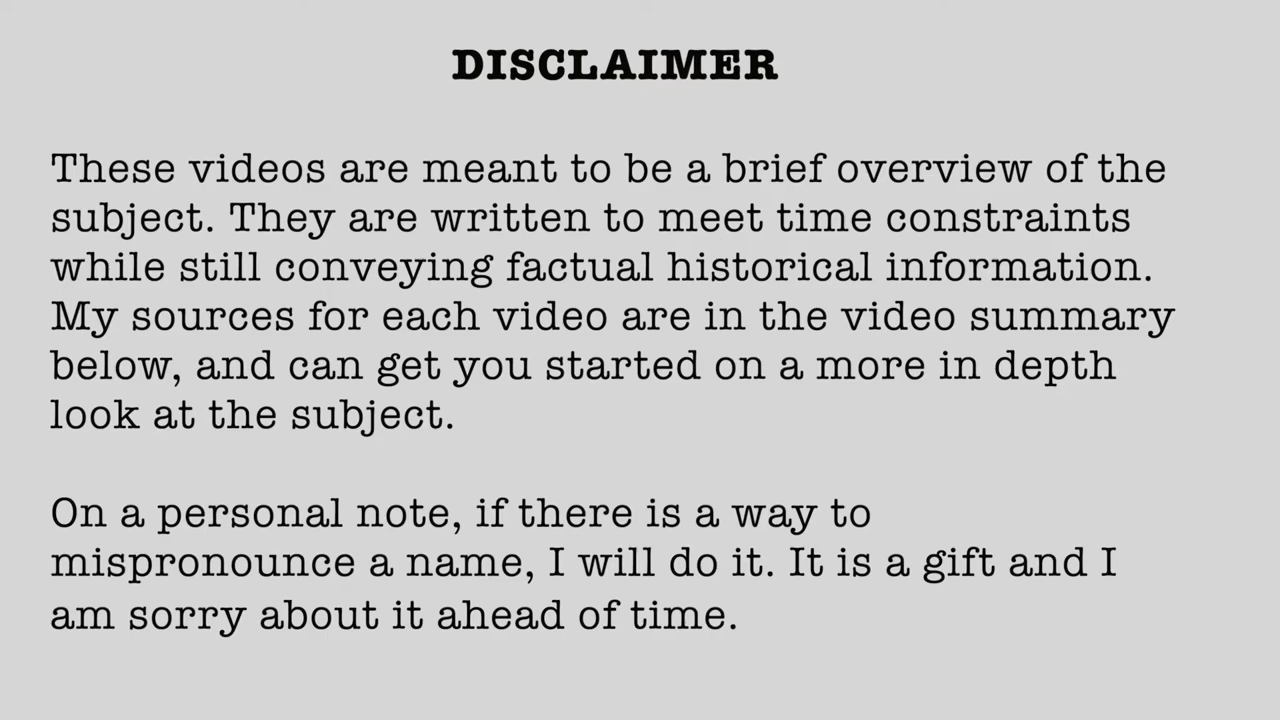 DISCLAIMER
These videos are meant to be a brief overview of the
subject. They are written to meet time constraints
while still conveying factual historical information.
My sources for each video are in the video summary
below, and can get you started on a more in depth
look at the subject.
On a personal note, if there is a way to
mispronounce a name, I will do it. It is a gift and I
am sorry about it ahead of time.